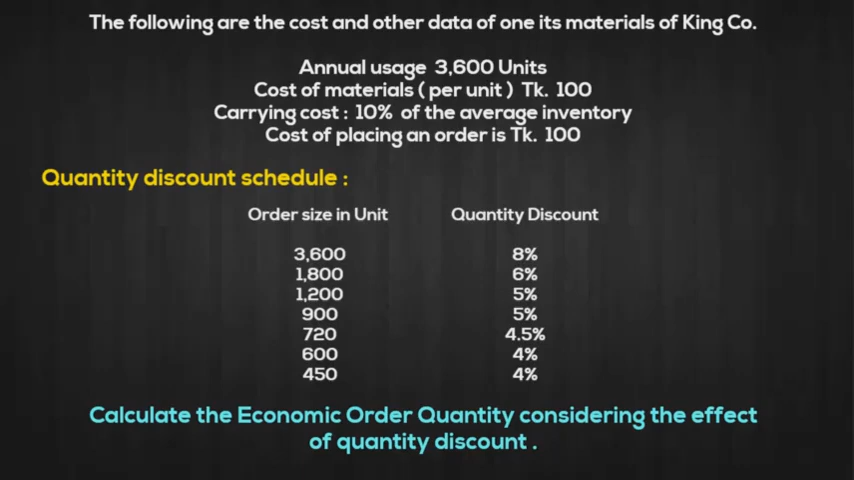 The following are the cost and other data of one its materials of King Co.
Annual usage 3,600 Units
Cost of materials ( per unit ) Tk. 100
Carrying cost : 10% of the average inventory
Cost of placing an order is Tk. 100
Quantity discount schedule :
Order size in Unit Quantity Discount
3,600 8%
1,800 6%
1,200 5%
900 5%
720 4.5%
600 4%
450 4%
Calculate the Economic Order Quantity considering the effect
of quantity discount .